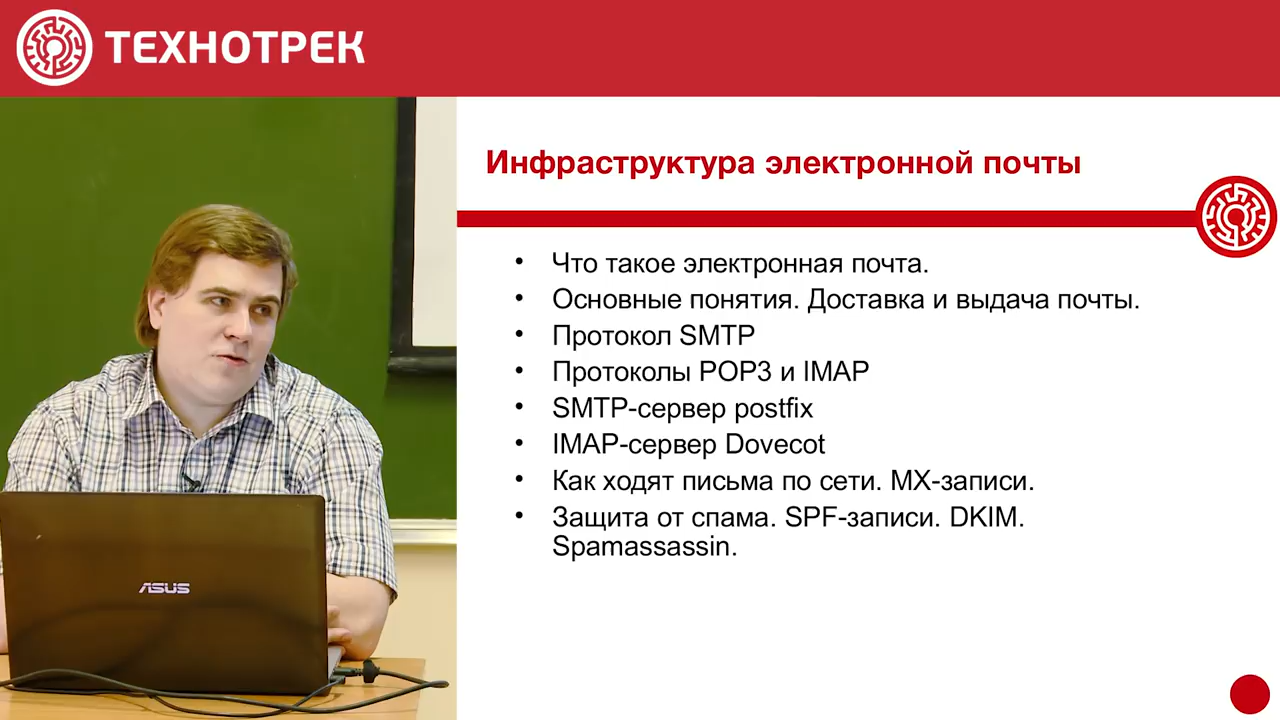 ТЕХНОТРЕК
Инфраструктура электронной почты
• Что такое электронная почта.
• Основные понятия. Доставка и выдача почты.
• Протокол SMTP
• Протоколы POP3 и IMAP
• SMTP-сервер postfix
• IMAP-сервер Dovecot
• Как ходят письма по сети. MX-записи.
• Защита от спама. SPF-записи. DKIM.
Spamassassin.
ASUS